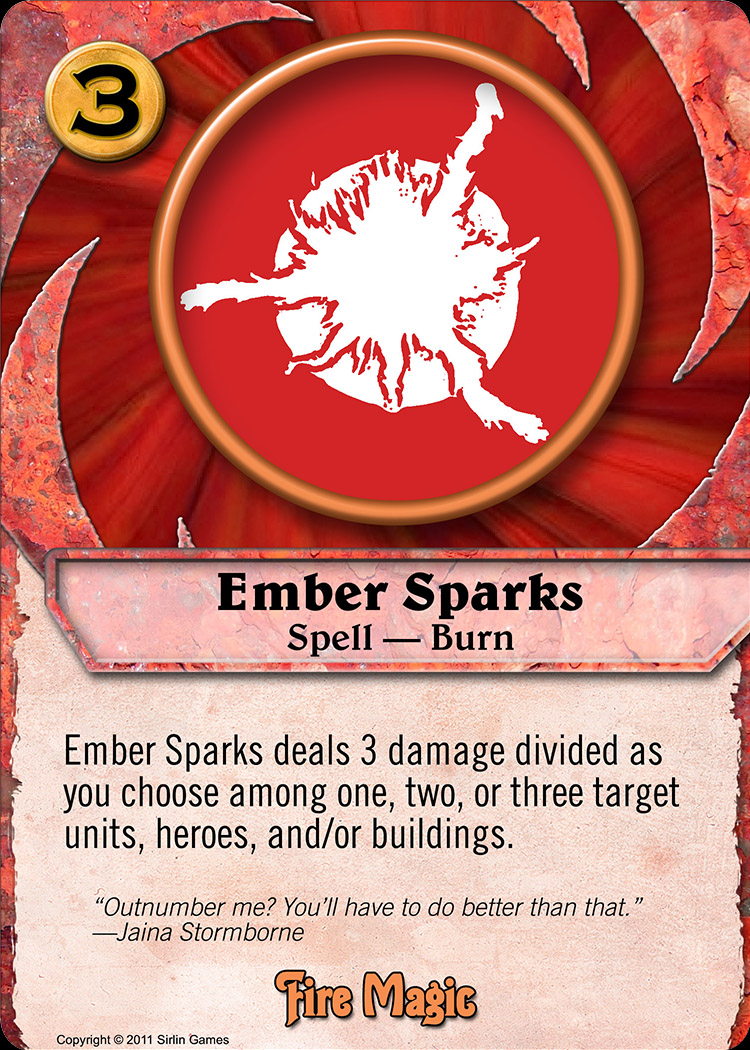 3
Ember Sparks
Spell — Burn
Ember Sparks deals 3 damage divided as
you choose among one, two, or three target
units, heroes, and/or buildings.
“Outnumber me? You’ll have to do better than that.”
—Jaina Stormborne
Fire Magic
Copyright © 2011 Sirlin Games